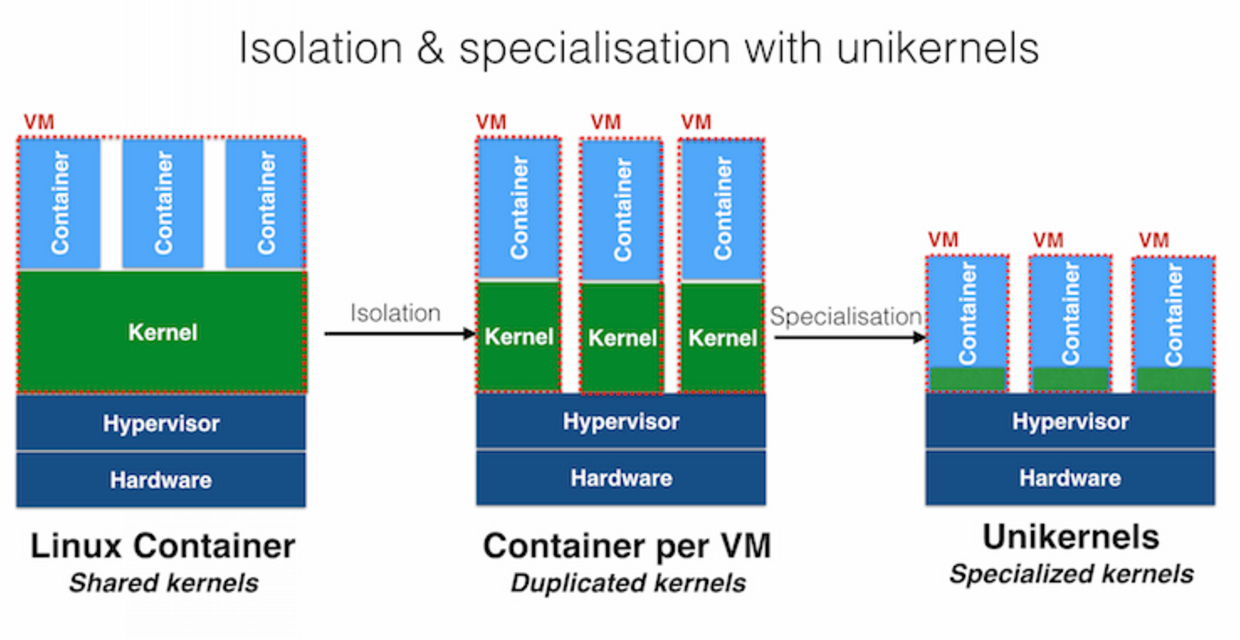 Isolation & specialisation with unikernels
VM
Container
Container
Container
Kernel
Hypervisor
Hardware
Linux Container
Shared kernels
Isolation
VM
VM
VM
Container
Container
Container
Kernel
Kernel
Kernel
Hypervisor
Hardware
Container per VM
Duplicated kernels
Specialisation
VM
VM
VM
Container
Container
Container
Hypervisor
Hardware
Unikernels
Specialized kernels